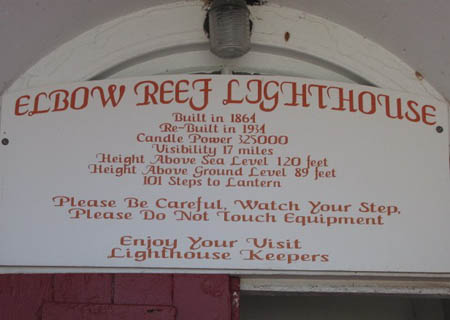 ELBOW REEF LIGHTHOUSE
Built in 1864
Re-Built in 1934
Candle Power 325000
Visibility 17 miles
Height Above Sea Level 120 feet
Height Above Ground Level 89 feet
101 Steps to Lantern
Please Be Careful, Watch Your Step,
Please Do Not Touch Equipment
Enjoy Your Visit
Lighthouse Keepers